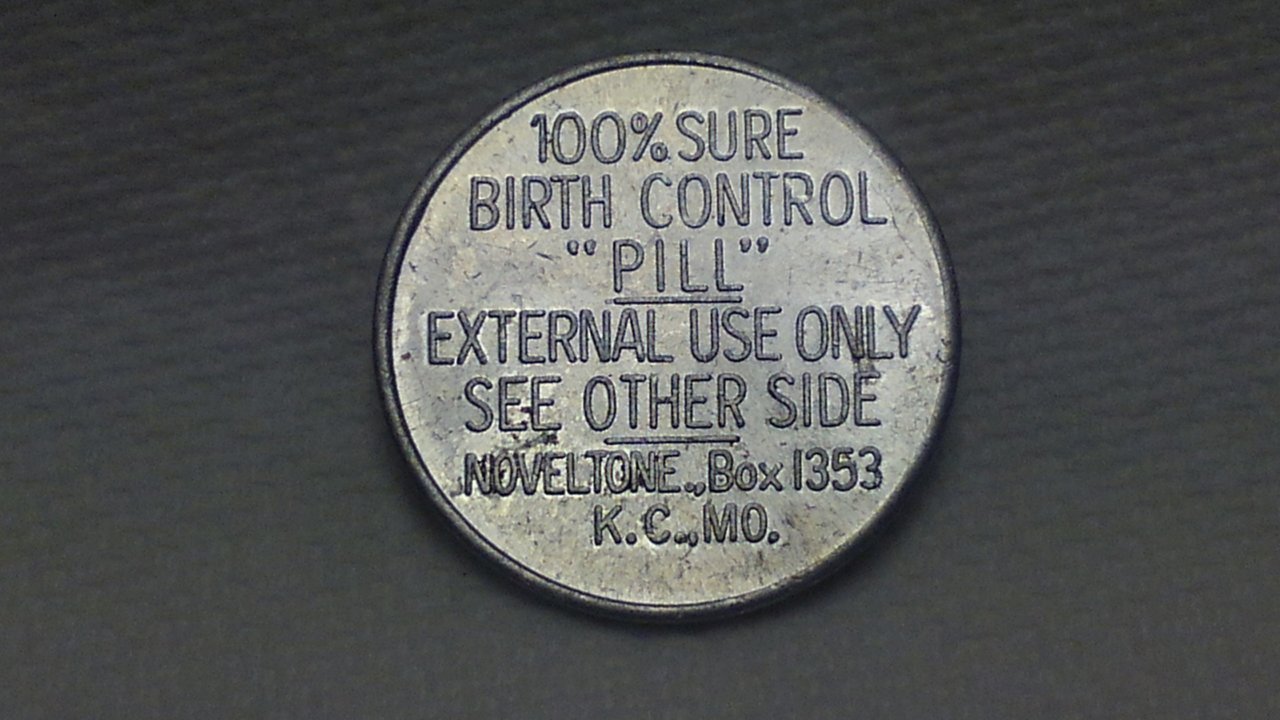 100% SURE
BIRTH CONTROL
"PILL"
EXTERNAL USE ONLY
SEE OTHER SIDE
NOVELTONE., Box 1353
K.C., MO.